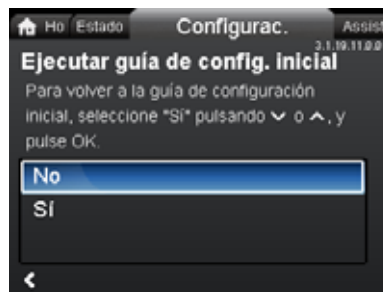 Ho Estado Configurac. Assist
3.1.19.11.0.0
Ejecutar guía de config. inicial
Para volver a la guía de configuración
inicial, seleccione "Sí" pulsando ∨ o ∧, y
pulse OK.
No
Sí